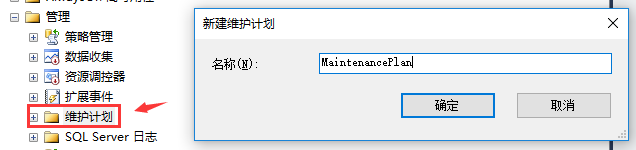 管理
策略管理
数据收集
资源调控器
扩展事件
维护计划
SQL Server 日志
新建维护计划
名称(N):
MaintenancePlan
确定
取消